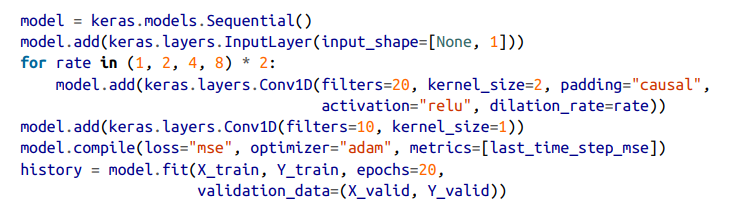 model = keras.models.Sequential()
model.add(keras.layers.InputLayer(input_shape=[None, 1]))
for rate in (1, 2, 4, 8) * 2:
    model.add(keras.layers.Conv1D(filters=20, kernel_size=2, padding="causal",
                                  activation="relu", dilation_rate=rate))
model.add(keras.layers.Conv1D(filters=10, kernel_size=1))
model.compile(loss="mse", optimizer="adam", metrics=[last_time_step_mse])
history = model.fit(X_train, Y_train, epochs=20,
                    validation_data=(X_valid, Y_valid))